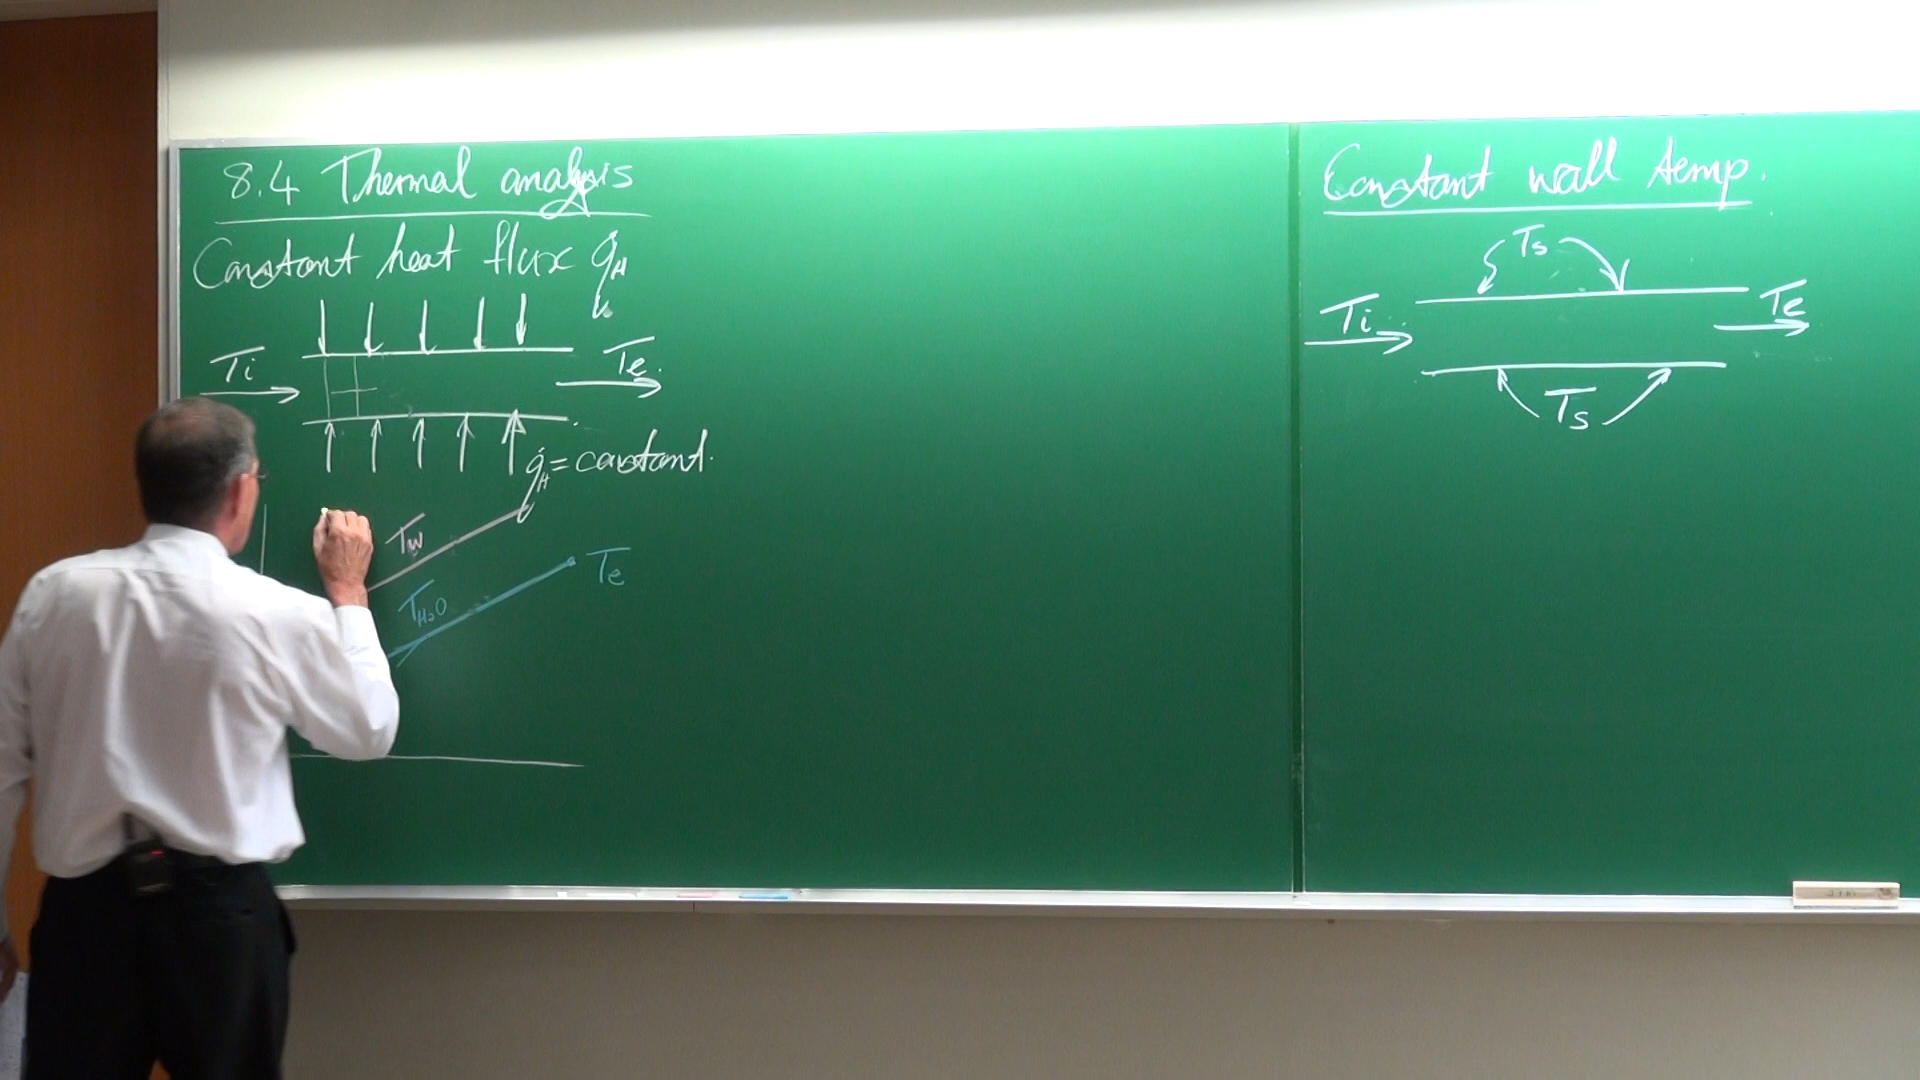 8.4 Thermal analysis
Constant heat flux q̇H
Ti
Te.
q̇H = constant.
Tw
TH₂O
Te
Constant wall temp.
Ts
Ti
Te
Ts